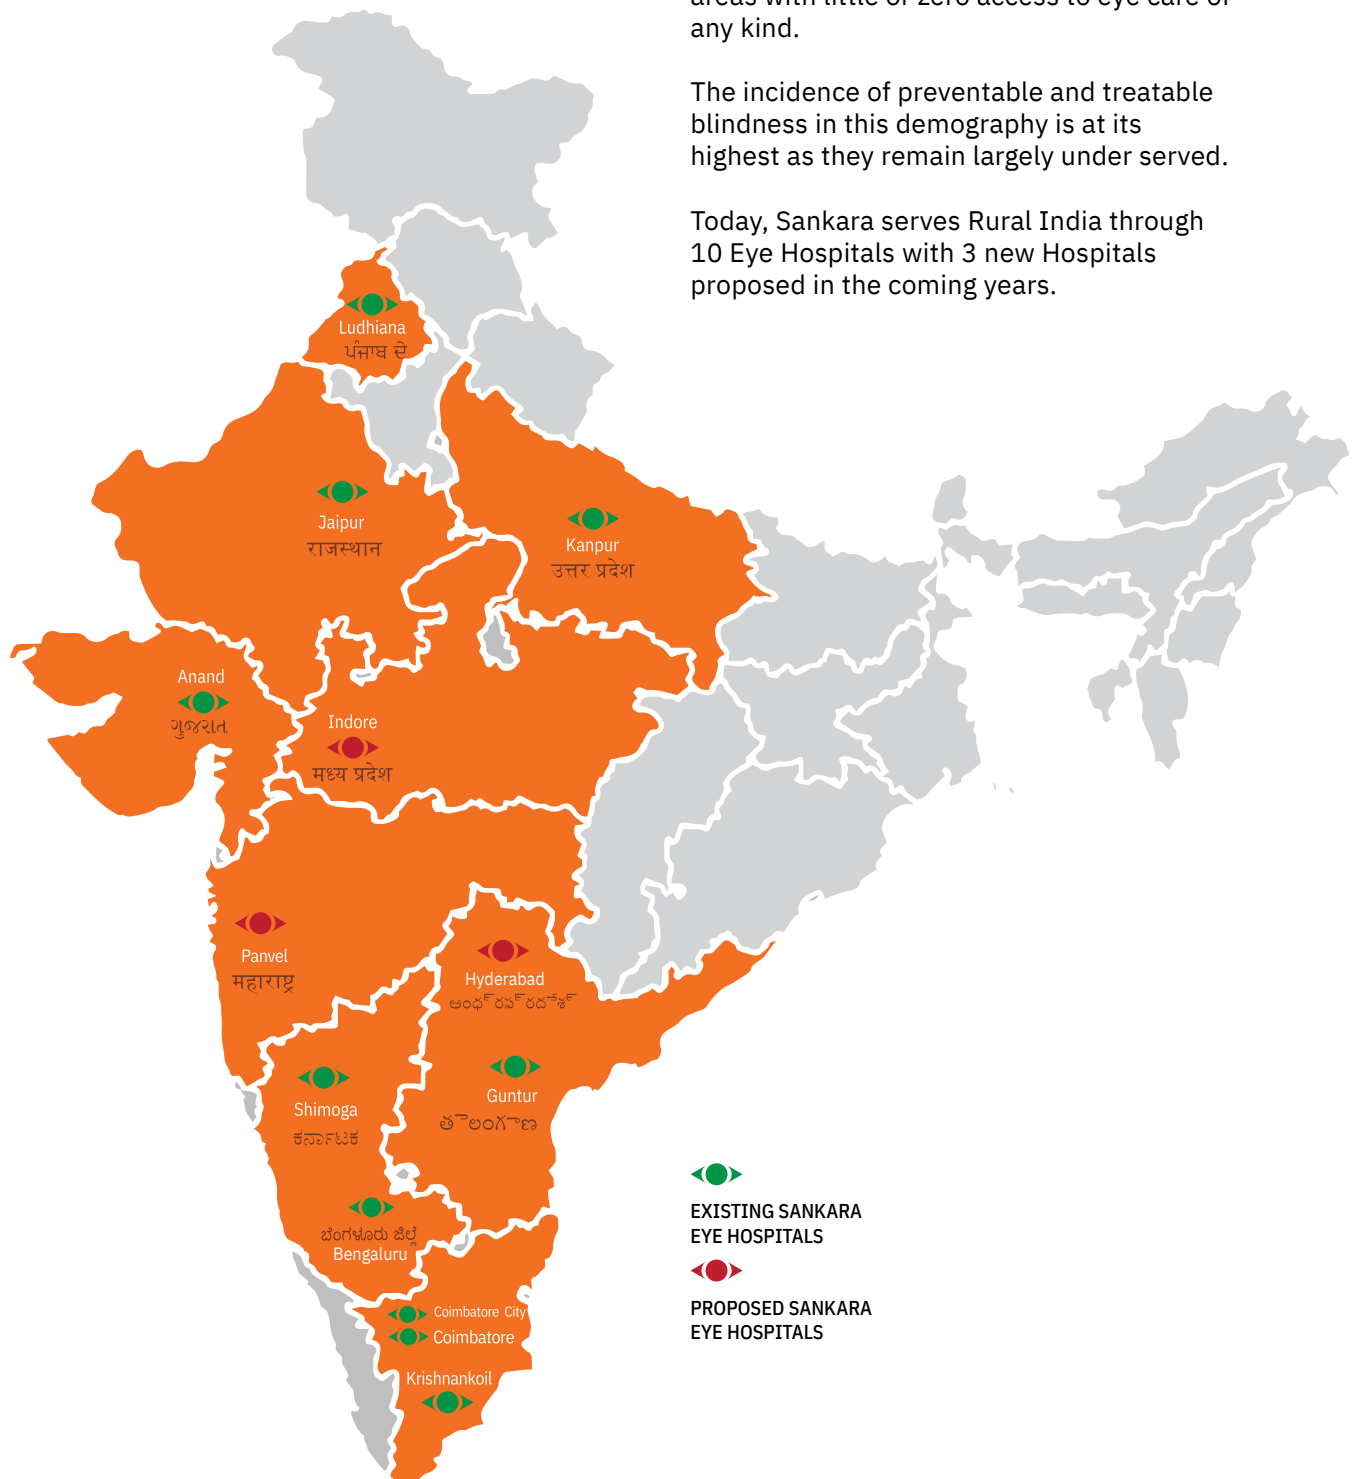 any kind.
The incidence of preventable and treatable
blindness in this demography is at its
highest as they remain largely under served.
Today, Sankara serves Rural India through
10 Eye Hospitals with 3 new Hospitals
proposed in the coming years.
Ludhiana
ਪੰਜਾਬ ਦੇ
Jaipur
राजस्थान
Kanpur
उत्तर प्रदेश
Anand
ગુજરાત
Indore
मध्य प्रदेश
Panvel
महाराष्ट्र
Hyderabad
Guntur
Shimoga
ಕರ್ನಾಟಕ
ಬೆಂಗಳೂರು ಜಿಲ್ಲೆ
Bengaluru
Coimbatore City
Coimbatore
Krishnankoil
EXISTING SANKARA
EYE HOSPITALS
PROPOSED SANKARA
EYE HOSPITALS